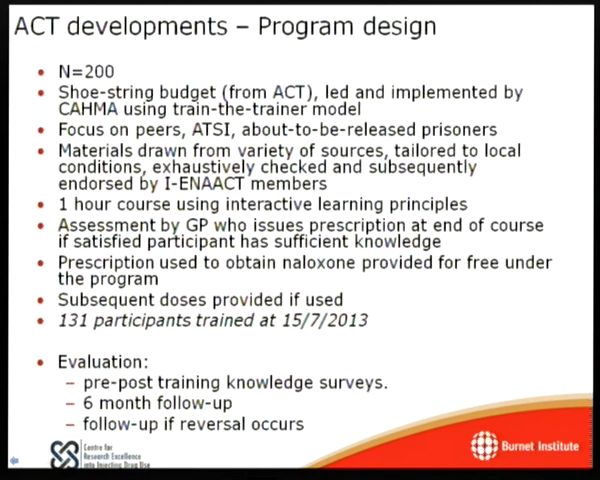 ACT developments – Program design
• N=200
• Shoe-string budget (from ACT), led and implemented by
CAHMA using train-the-trainer model
• Focus on peers, ATSI, about-to-be-released prisoners
• Materials drawn from variety of sources, tailored to local
conditions, exhaustively checked and subsequently
endorsed by I-ENAACT members
• 1 hour course using interactive learning principles
• Assessment by GP who issues prescription at end of course
if satisfied participant has sufficient knowledge
• Prescription used to obtain naloxone provided for free under
the program
• Subsequent doses provided if used
• 131 participants trained at 15/7/2013
• Evaluation:
– pre-post training knowledge surveys.
– 6 month follow-up
– follow-up if reversal occurs
Centre for
Research Excellence
into Injecting Drug Use
Burnet Institute